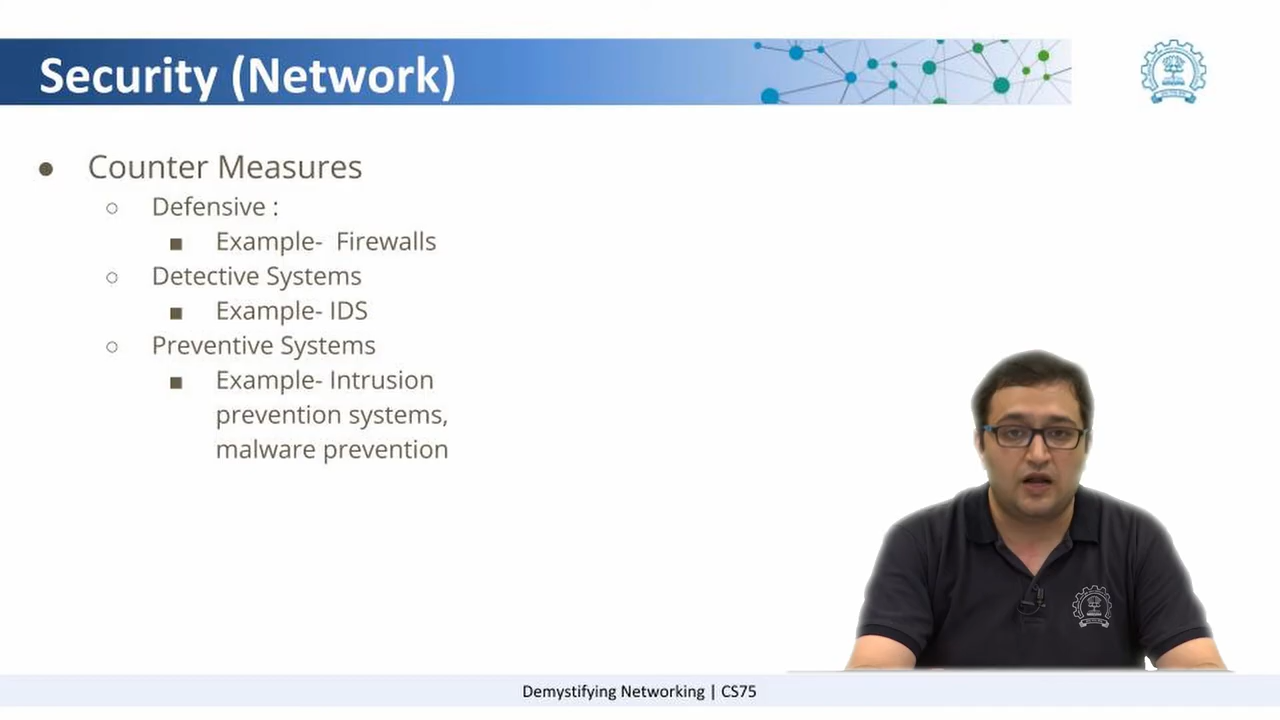 Security (Network)
● Counter Measures
○ Defensive :
■ Example-  Firewalls
○ Detective Systems
■ Example- IDS
○ Preventive Systems
■ Example- Intrusion
prevention systems,
malware prevention
Demystifying Networking | CS75